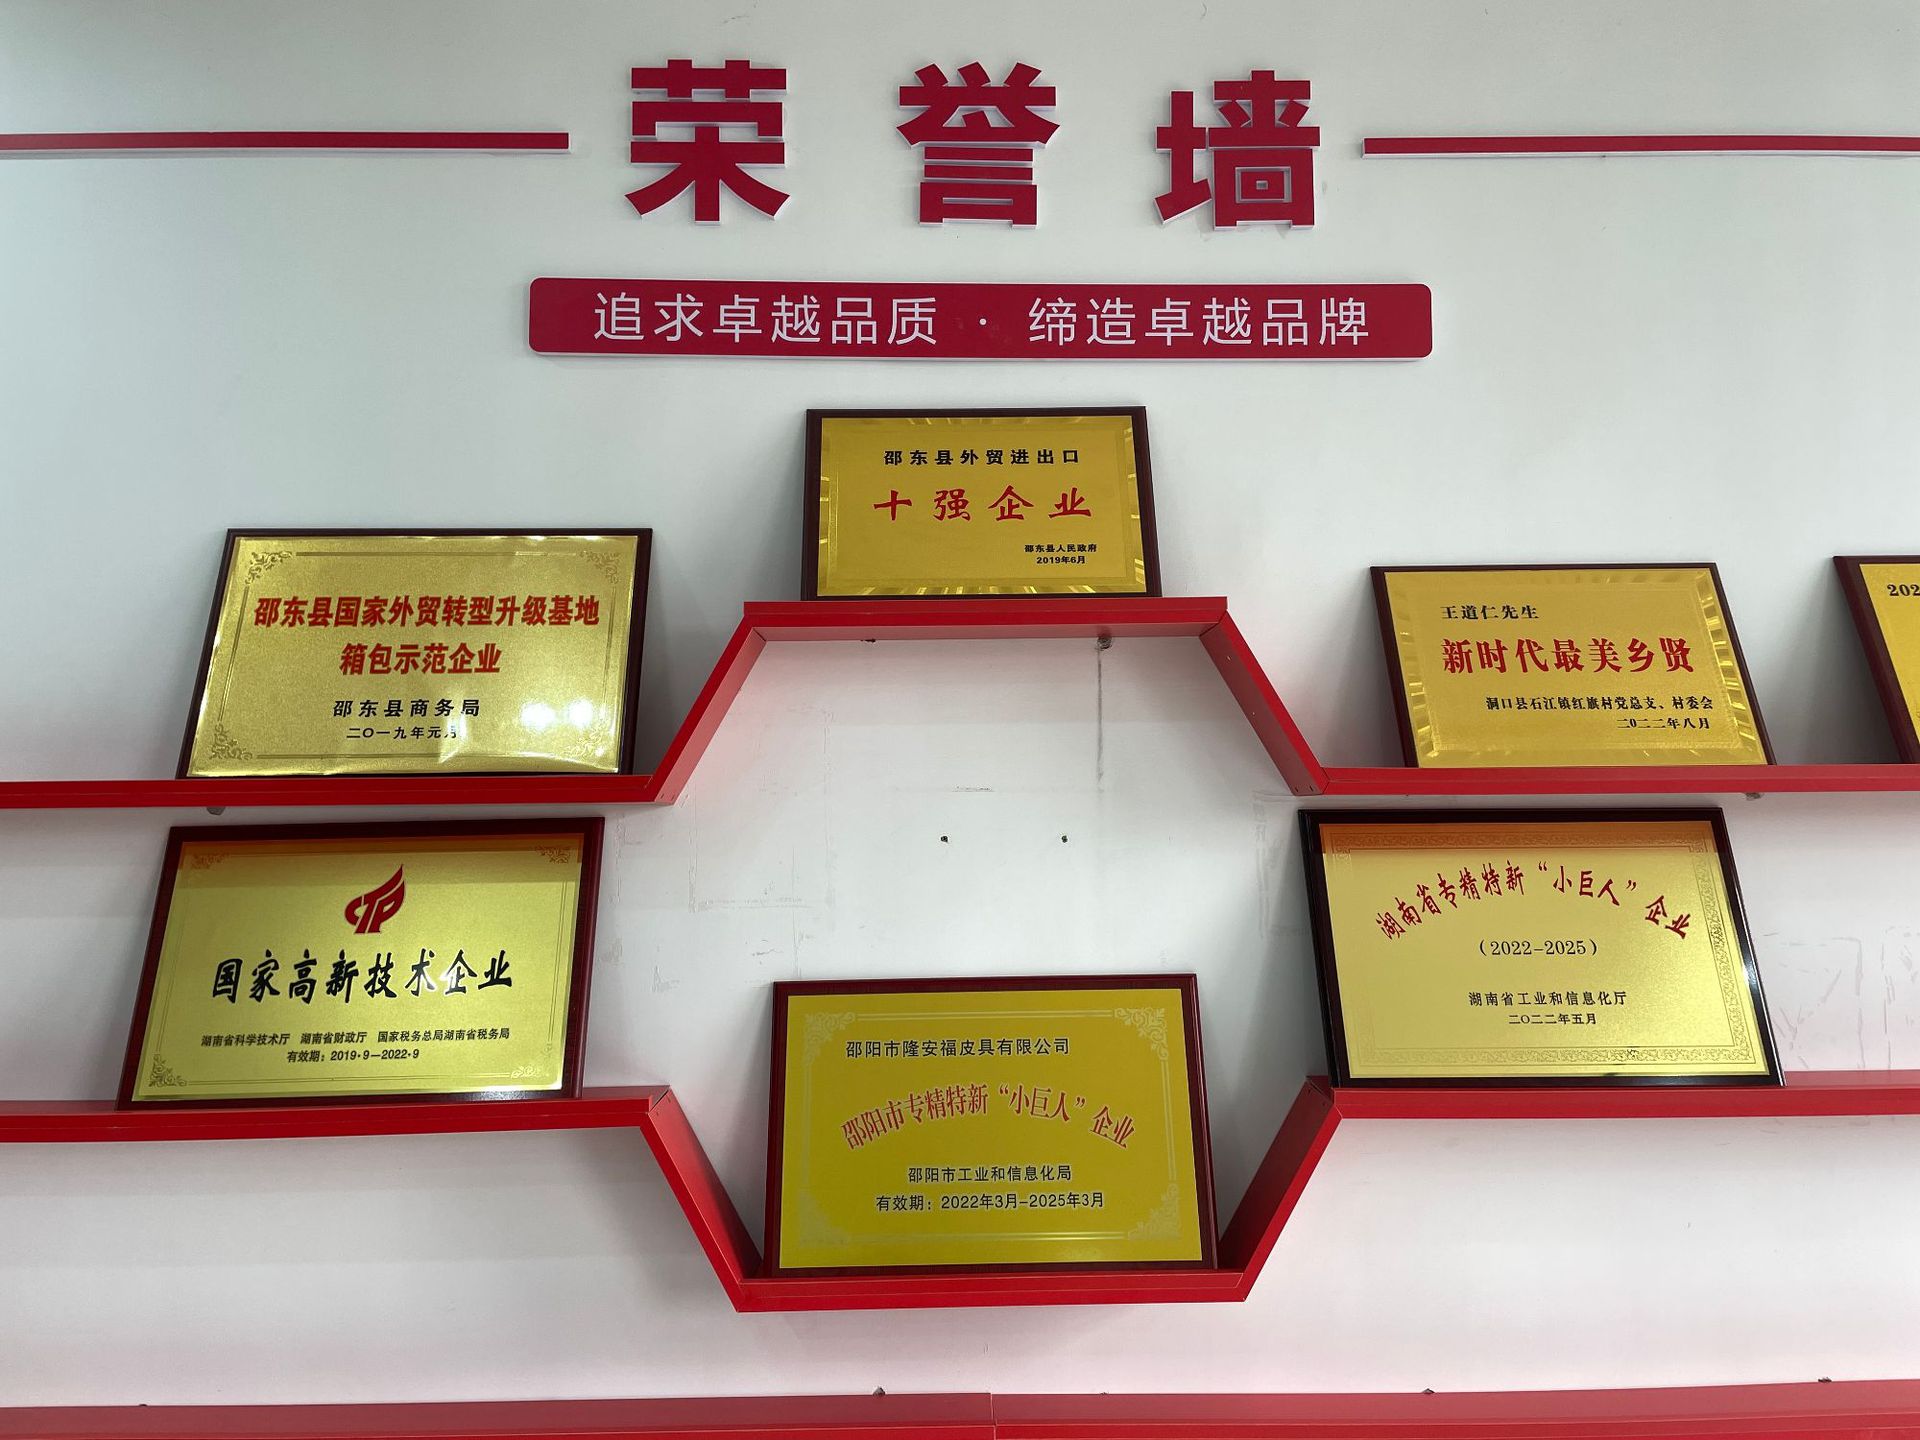 荣誉墙
追求卓越品质 · 缔造卓越品牌
邵东县外贸进出口
十强企业
邵东县人民政府
2019年6月
邵东县国家外贸转型升级基地
箱包示范企业
邵东县商务局
二〇一九年元月
王道仁先生
新时代最美乡贤
洞口县石江镇红旗村党总支、村委会
二〇二二年八月
202
国家高新技术企业
湖南省科学技术厅 湖南省财政厅 国家税务总局湖南省税务局
有效期：2019·9—2022·9
邵阳市隆安福皮具有限公司
邵阳市专精特新“小巨人”企业
邵阳市工业和信息化局
有效期：2022年3月-2025年3月
湖南省专精特新“小巨人”企业
（2022-2025）
湖南省工业和信息化厅
二〇二二年五月